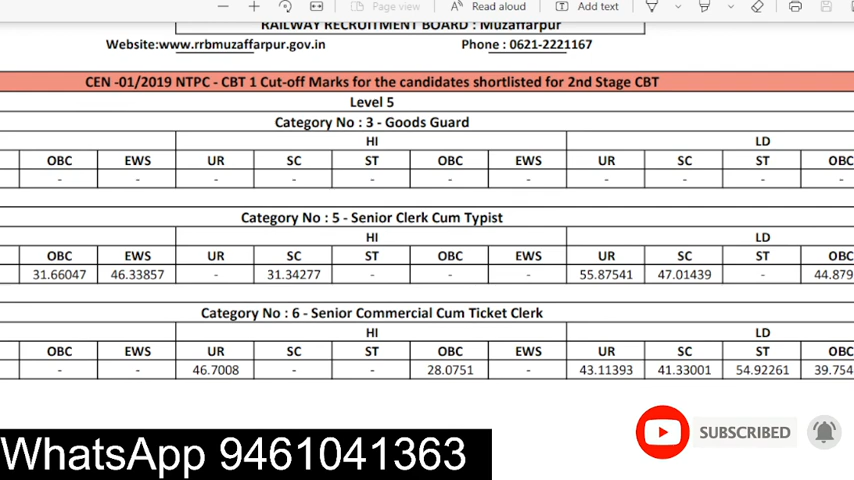 Page view Read aloud Add text
RAILWAY RECRUITMENT BOARD : Muzaffarpur
Website:www.rrbmuzaffarpur.gov.in Phone : 0621-2221167
CEN -01/2019 NTPC - CBT 1 Cut-off Marks for the candidates shortlisted for 2nd Stage CBT
Level 5
Category No : 3 - Goods Guard
HI LD
OBC EWS UR SC ST OBC EWS UR SC ST OBC
- - - - - - - - - - -
Category No : 5 - Senior Clerk Cum Typist
HI LD
OBC EWS UR SC ST OBC EWS UR SC ST OBC
31.66047 46.33857 - 31.34277 - - - 55.87541 47.01439 - 44.879
Category No : 6 - Senior Commercial Cum Ticket Clerk
HI LD
OBC EWS UR SC ST OBC EWS UR SC ST OBC
- - 46.7008 - - 28.0751 - 43.11393 41.33001 54.92261 39.754
SUBSCRIBED
WhatsApp 9461041363